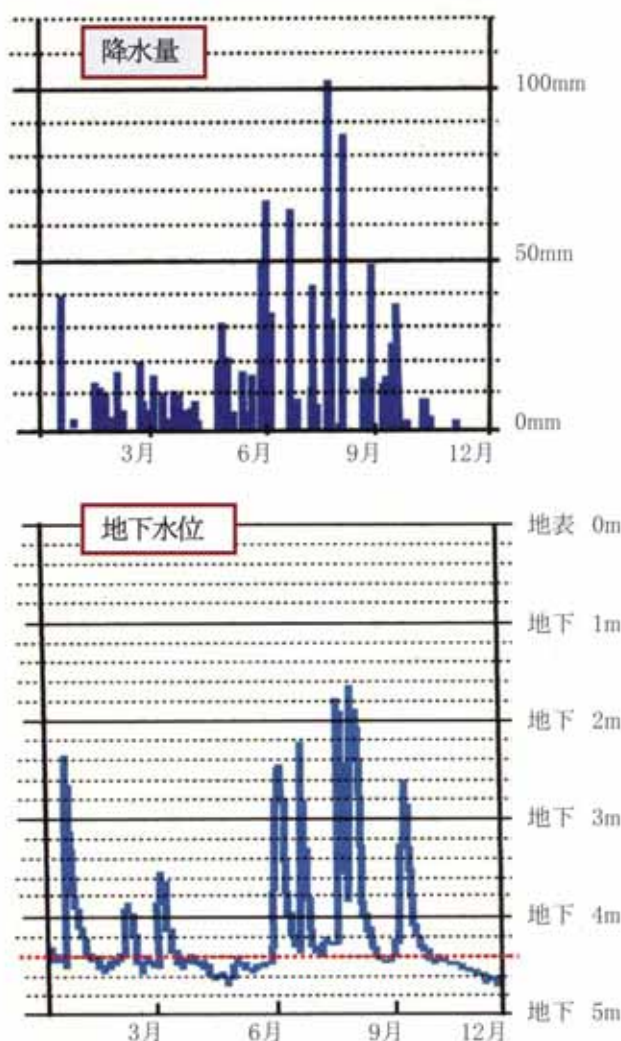 降水量
100mm
50mm
0mm
3月 6月 9月 12月
地下水位
地表 0m
地下 1m
地下 2m
地下 3m
地下 4m
地下 5m
3月 6月 9月 12月